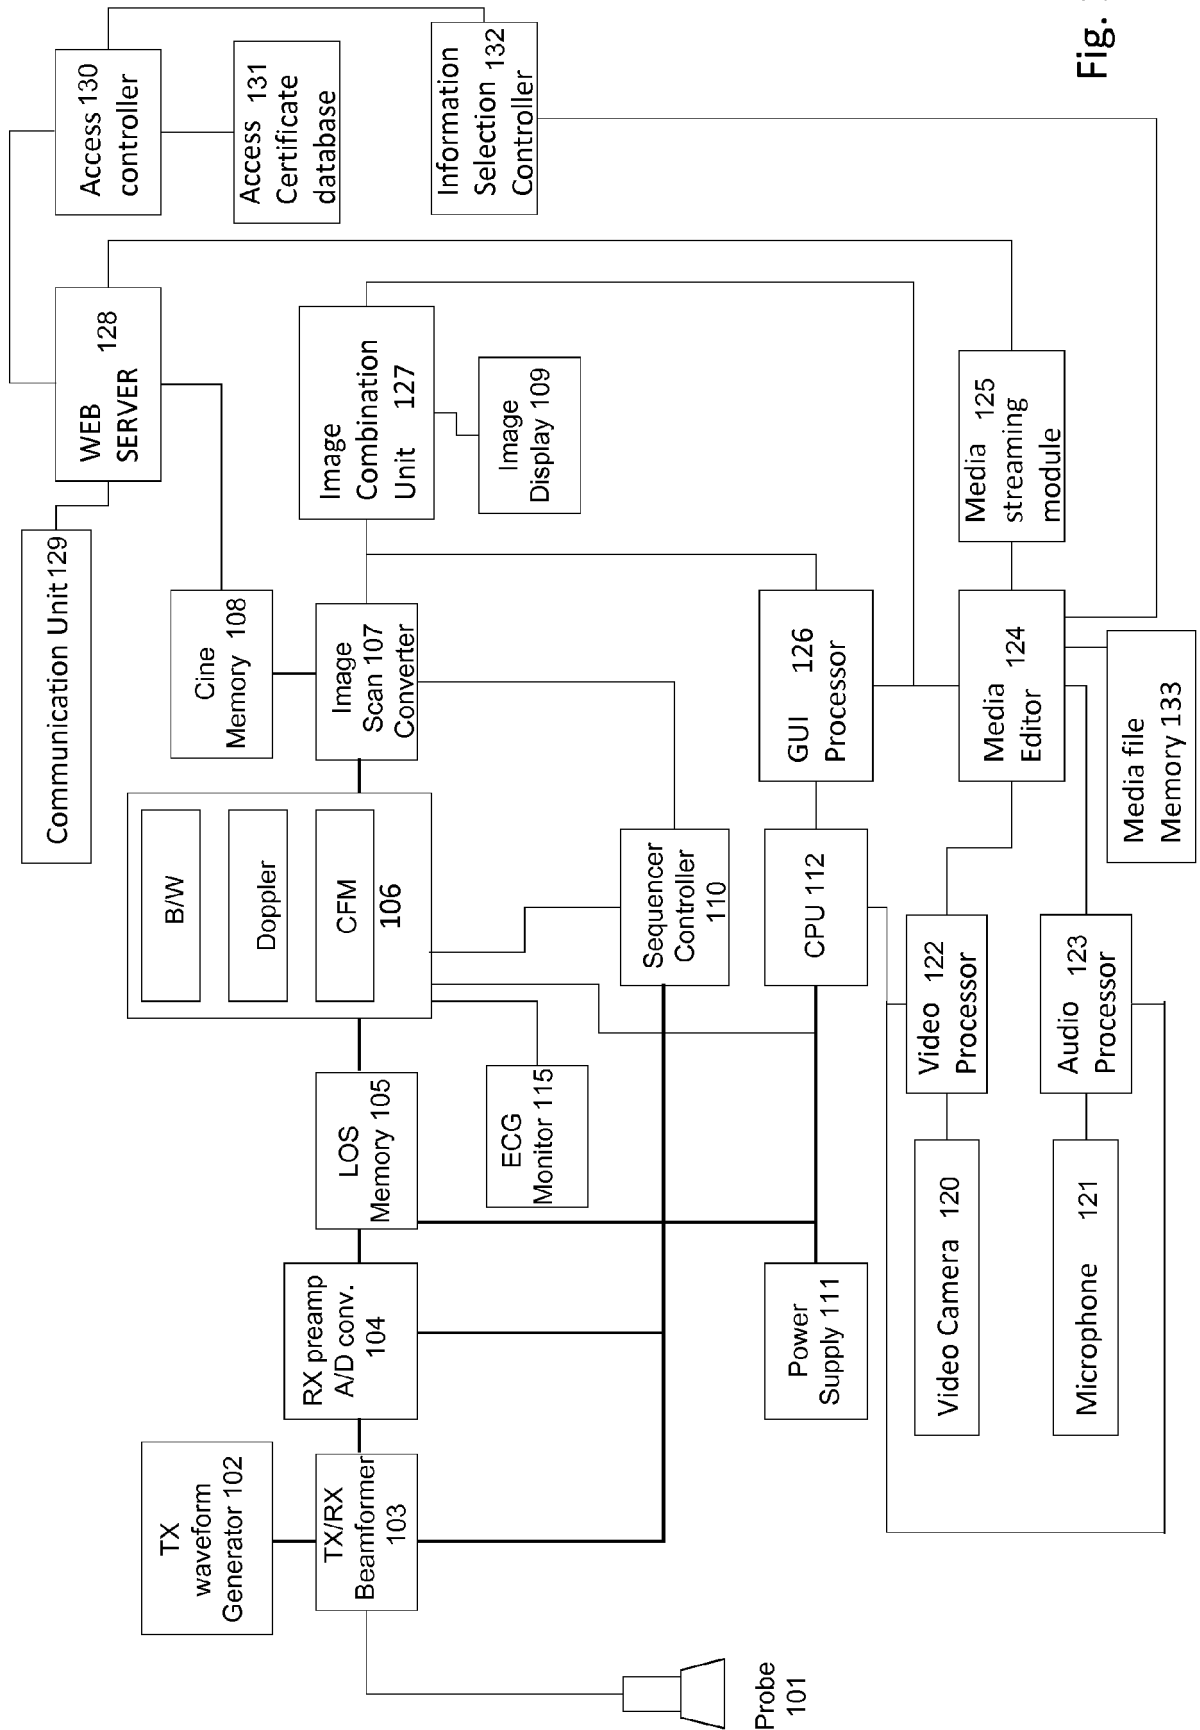 TX
waveform
Generator 102
TX/RX
Beamformer
103
Probe
101
RX preamp
A/D conv.
104
LOS
Memory 105
ECG
Monitor 115
B/W
Doppler
CFM
106
Communication Unit 129
Cine
Memory 108
Image
Scan 107
Converter
Sequencer
Controller
110
Power
Supply 111
CPU 112
GUI 126
Processor
WEB 128
SERVER
Image
Combination
Unit 127
Image
Display 109
Access 130
controller
Access 131
Certificate
database
Information
Selection 132
Controller
Video Camera 120
Microphone 121
Video 122
Processor
Audio 123
Processor
Media 124
Editor
Media file
Memory 133
Media 125
streaming
module
Fig.